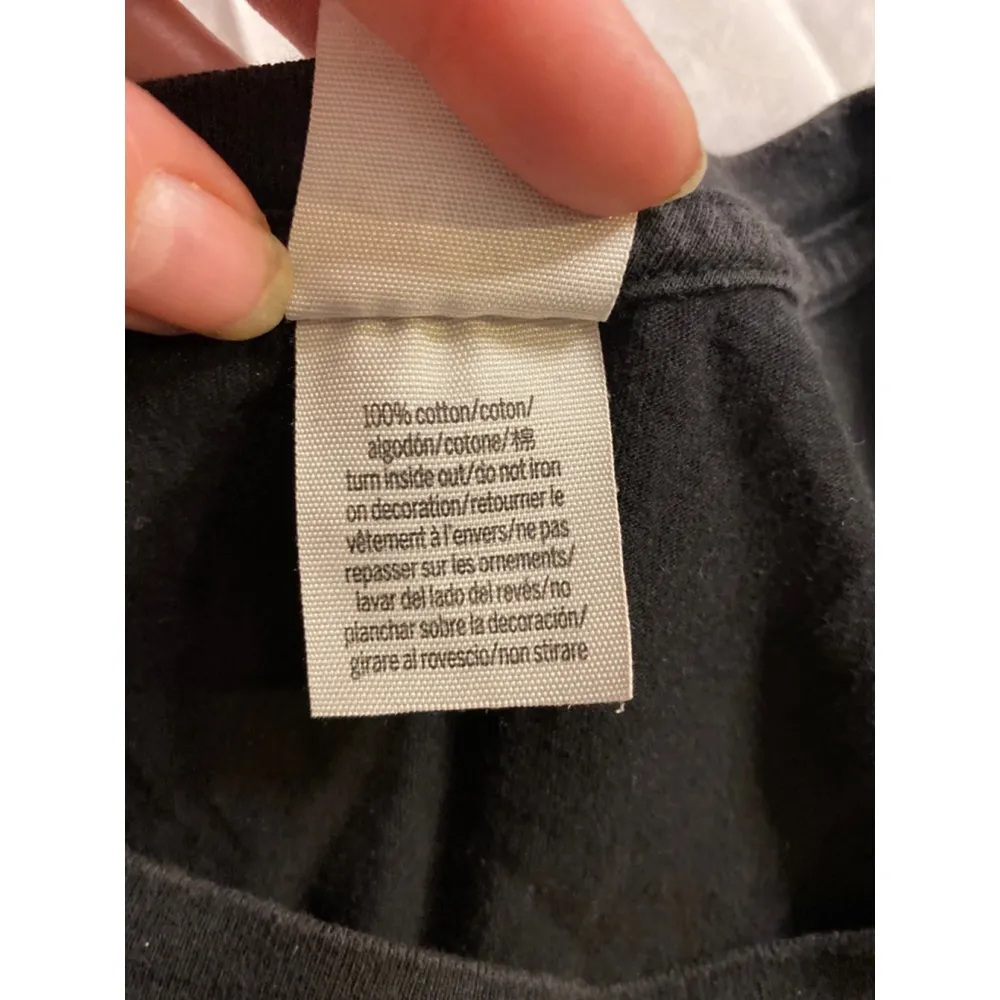 100% cotton/coton/
algodón/cotone/棉
turn inside out/do not iron
on decoration/retourner le
vêtement à l'envers/ne pas
repasser sur les ornements/
lavar del lado del revés/no
planchar sobre la decoración/
girare al rovescio/non stirare